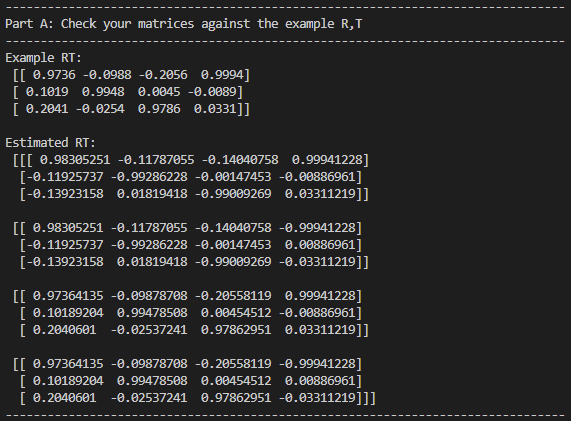 --------------------------------------------------------------------------------
Part A: Check your matrices against the example R,T
--------------------------------------------------------------------------------
Example RT:
 [[ 0.9736 -0.0988 -0.2056  0.9994]
 [ 0.1019  0.9948  0.0045 -0.0089]
 [ 0.2041 -0.0254  0.9786  0.0331]]

Estimated RT:
 [[[ 0.98305251 -0.11787055 -0.14040758  0.99941228]
  [-0.11925737 -0.99286228 -0.00147453 -0.00886961]
  [-0.13923158  0.01819418 -0.99009269  0.03311219]]

 [[ 0.98305251 -0.11787055 -0.14040758 -0.99941228]
  [-0.11925737 -0.99286228 -0.00147453  0.00886961]
  [-0.13923158  0.01819418 -0.99009269 -0.03311219]]

 [[ 0.97364135 -0.09878708 -0.20558119  0.99941228]
  [ 0.10189204  0.99478508  0.00454512 -0.00886961]
  [ 0.2040601  -0.02537241  0.97862951  0.03311219]]

 [[ 0.97364135 -0.09878708 -0.20558119 -0.99941228]
  [ 0.10189204  0.99478508  0.00454512  0.00886961]
  [ 0.2040601  -0.02537241  0.97862951 -0.03311219]]]
--------------------------------------------------------------------------------